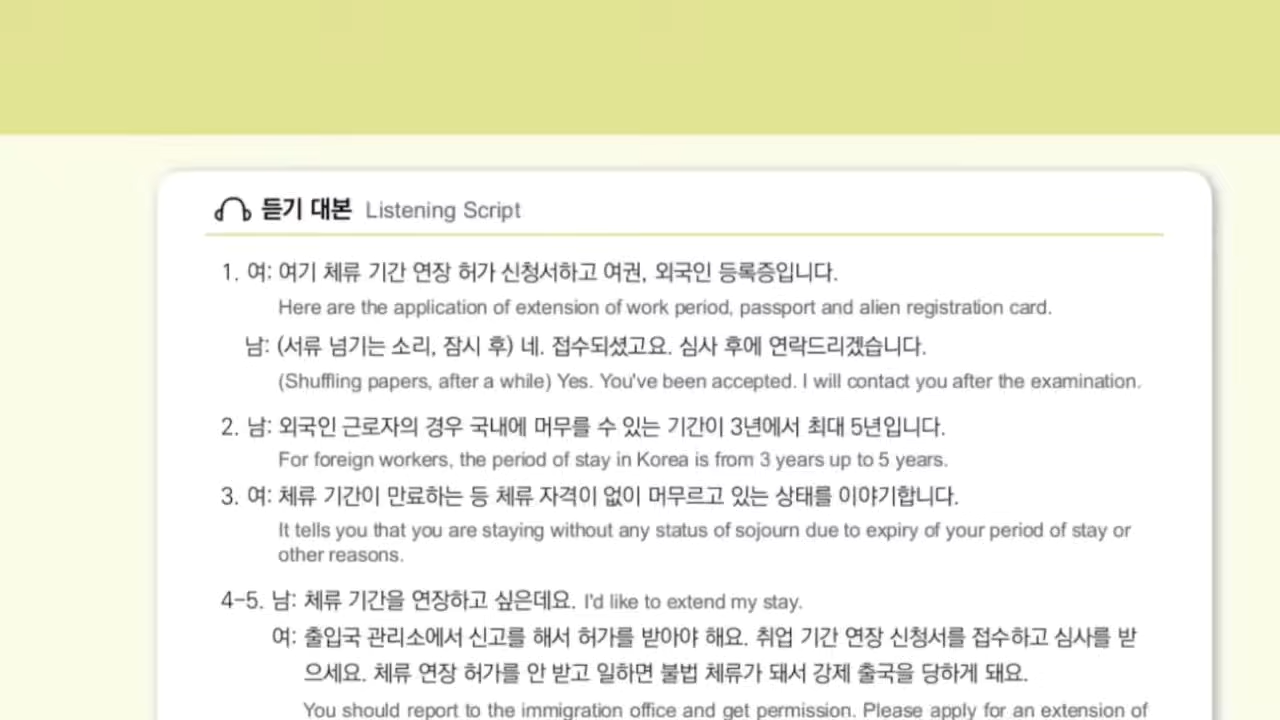 듣기 대본 Listening Script
1. 여: 여기 체류 기간 연장 허가 신청서하고 여권, 외국인 등록증입니다.
Here are the application of extension of work period, passport and alien registration card.
남: (서류 넘기는 소리, 잠시 후) 네. 접수되셨고요. 심사 후에 연락드리겠습니다.
(Shuffling papers, after a while) Yes. You've been accepted. I will contact you after the examination.
2. 남: 외국인 근로자의 경우 국내에 머무를 수 있는 기간이 3년에서 최대 5년입니다.
For foreign workers, the period of stay in Korea is from 3 years up to 5 years.
3. 여: 체류 기간이 만료하는 등 체류 자격이 없이 머무르고 있는 상태를 이야기합니다.
It tells you that you are staying without any status of sojourn due to expiry of your period of stay or
other reasons.
4-5. 남: 체류 기간을 연장하고 싶은데요. I'd like to extend my stay.
여: 출입국 관리소에서 신고를 해서 허가를 받아야 해요. 취업 기간 연장 신청서를 접수하고 심사를 받
으세요. 체류 연장 허가를 안 받고 일하면 불법 체류가 돼서 강제 출국을 당하게 돼요.
You should report to the immigration office and get permission. Please apply for an extension of